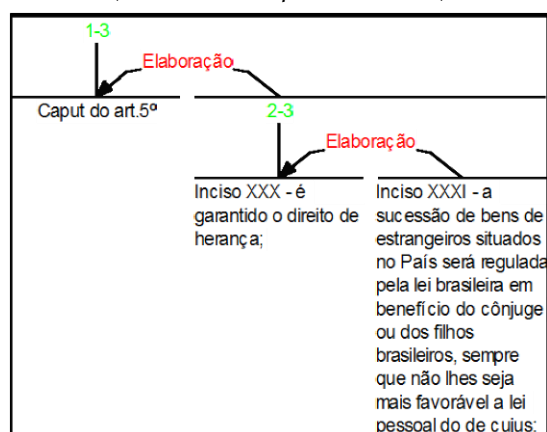 1-3
Elaboração
Caput do art.5º
2-3
Elaboração
Inciso XXX - é
garantido o direito de
herança;
Inciso XXXI - a
sucessão de bens de
estrangeiros situados
no País será regulada
pela lei brasileira em
benefício do cônjuge
ou dos filhos
brasileiros, sempre
que não lhes seja
mais favorável a lei
pessoal do de cujus;